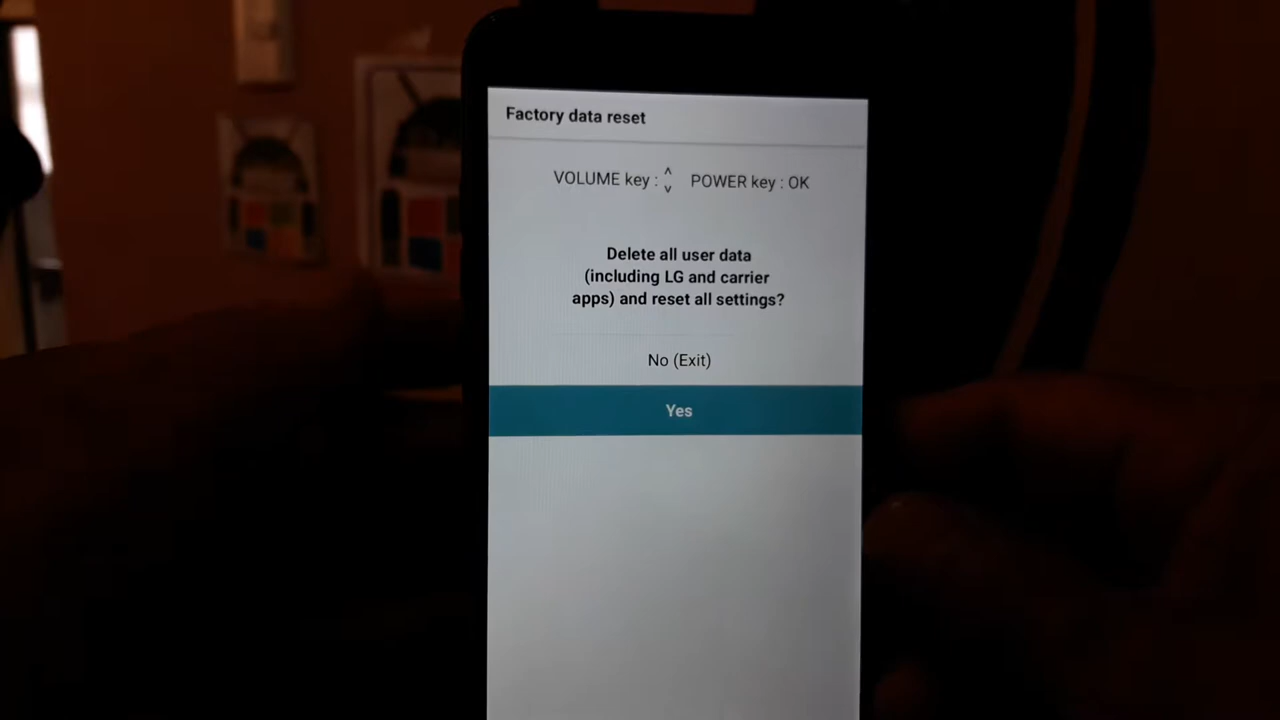 Factory data reset
VOLUME key : ^ v POWER key : OK
Delete all user data
(including LG and carrier
apps) and reset all settings?
No (Exit)
Yes